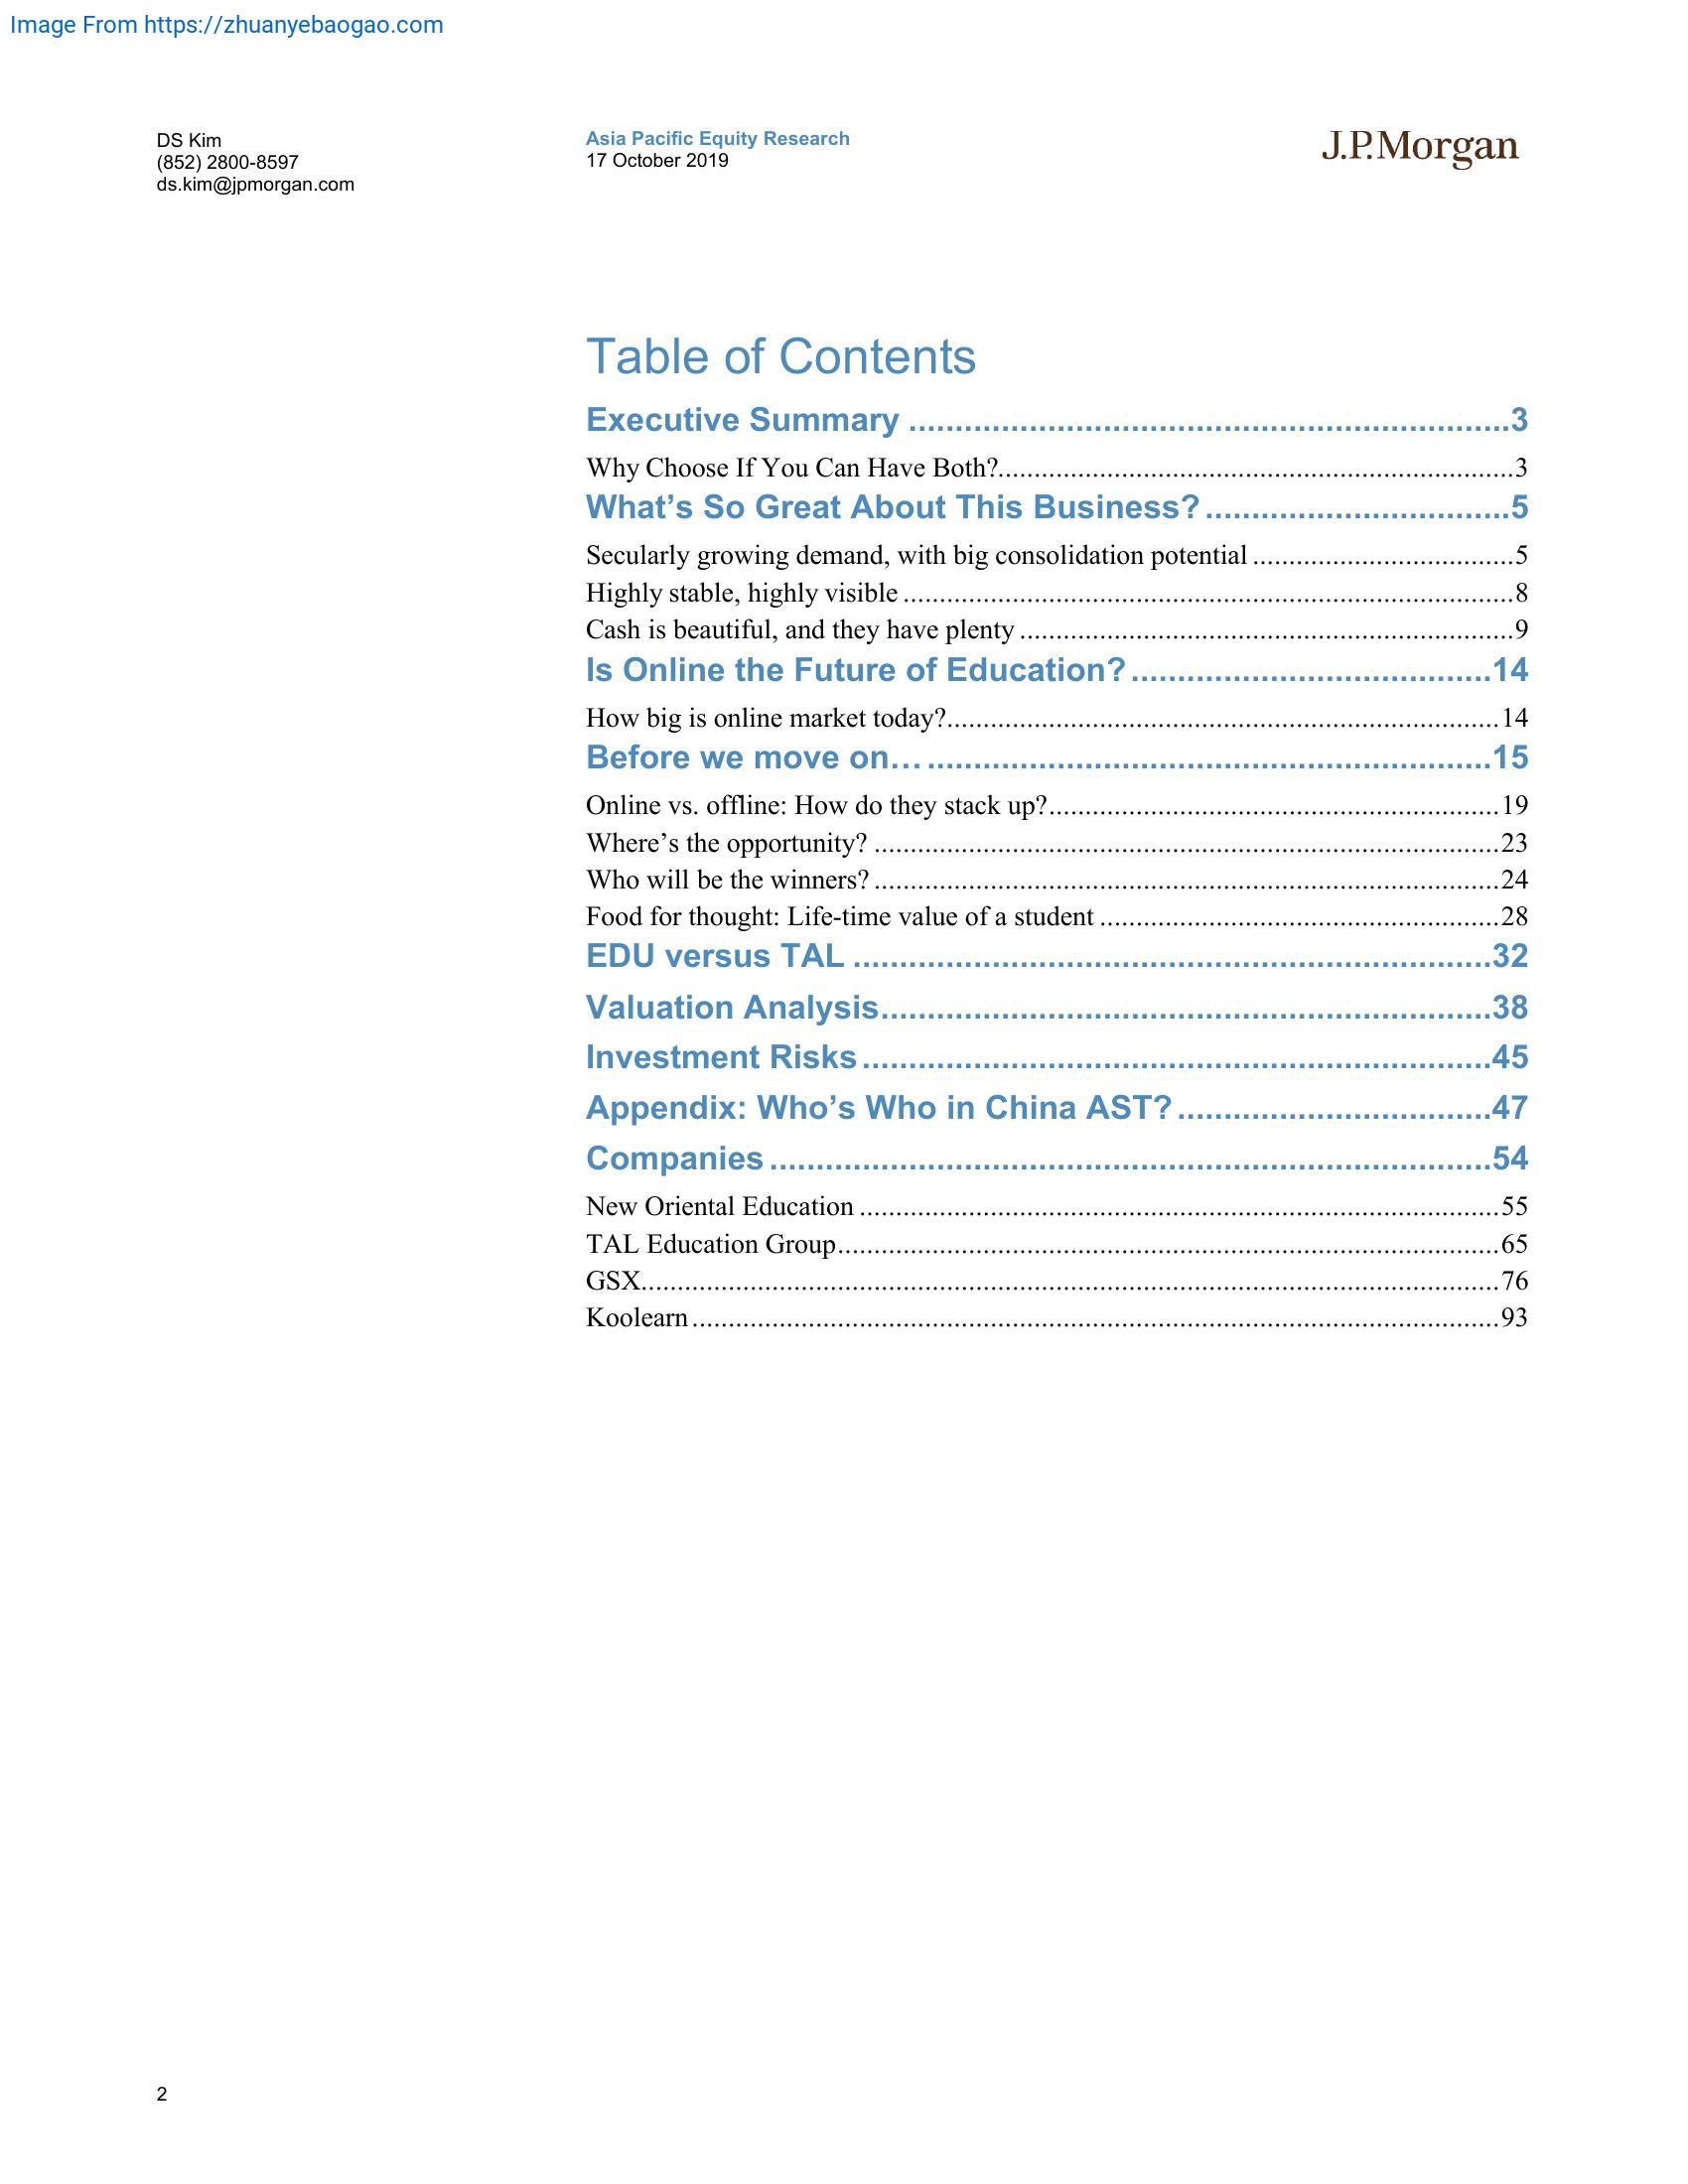 Image From https://zhuanyebaogao.com
DS Kim
(852) 2800-8597
ds.kim@jpmorgan.com
Asia Pacific Equity Research
17 October 2019
J.P.Morgan
Table of Contents
Executive Summary ................................................................3
Why Choose If You Can Have Both?......................................................................3
What’s So Great About This Business? .................................5
Secularly growing demand, with big consolidation potential ....................................5
Highly stable, highly visible ....................................................................................8
Cash is beautiful, and they have plenty ....................................................................9
Is Online the Future of Education? .......................................14
How big is online market today?............................................................................14
Before we move on… .............................................................15
Online vs. offline: How do they stack up?..............................................................19
Where’s the opportunity? ......................................................................................23
Who will be the winners? ......................................................................................24
Food for thought: Life-time value of a student .......................................................28
EDU versus TAL .....................................................................32
Valuation Analysis..................................................................38
Investment Risks ....................................................................45
Appendix: Who’s Who in China AST? ..................................47
Companies ..............................................................................54
New Oriental Education ........................................................................................55
TAL Education Group...........................................................................................65
GSX......................................................................................................................76
Koolearn ...............................................................................................................93
2